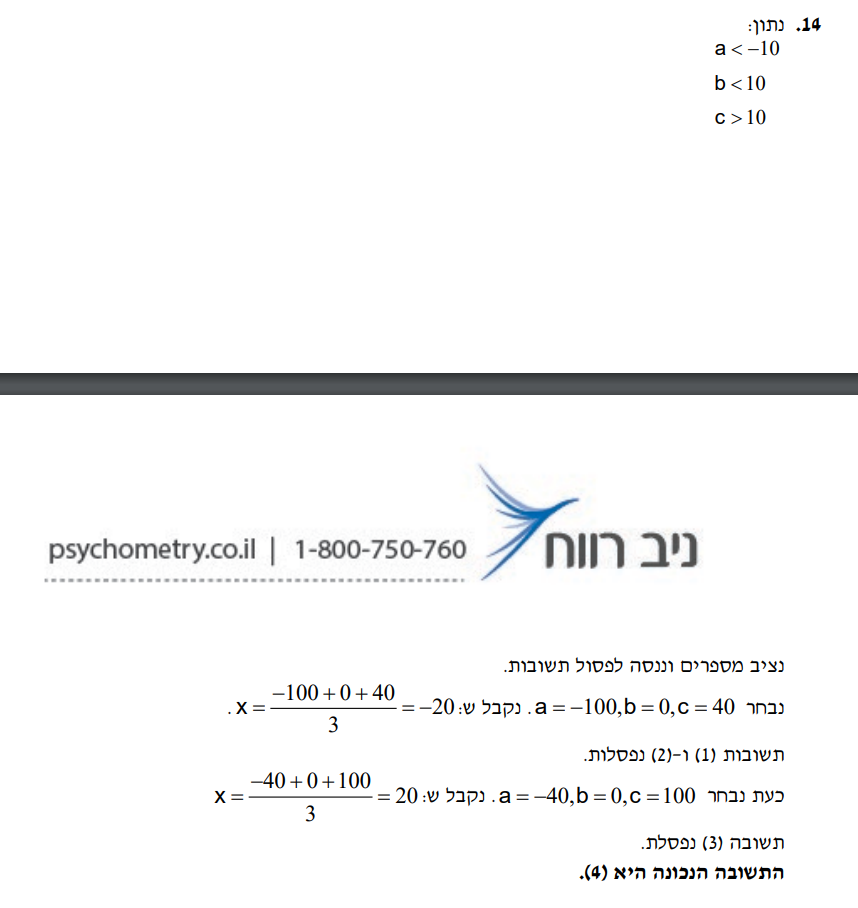 14. נתון:
a < −10
b < 10
c > 10
psychometry.co.il | 1-800-750-760
ניב רווח
נציב מספרים וננסה לפסול תשובות.
נבחר a = −100, b = 0, c = 40. נקבל ש: x = (−100 + 0 + 40)/3 = −20.
תשובות (1) ו-(2) נפסלות.
כעת נבחר a = −40, b = 0, c = 100. נקבל ש: x = (−40 + 0 + 100)/3 = 20
תשובה (3) נפסלת.
התשובה הנכונה היא (4).